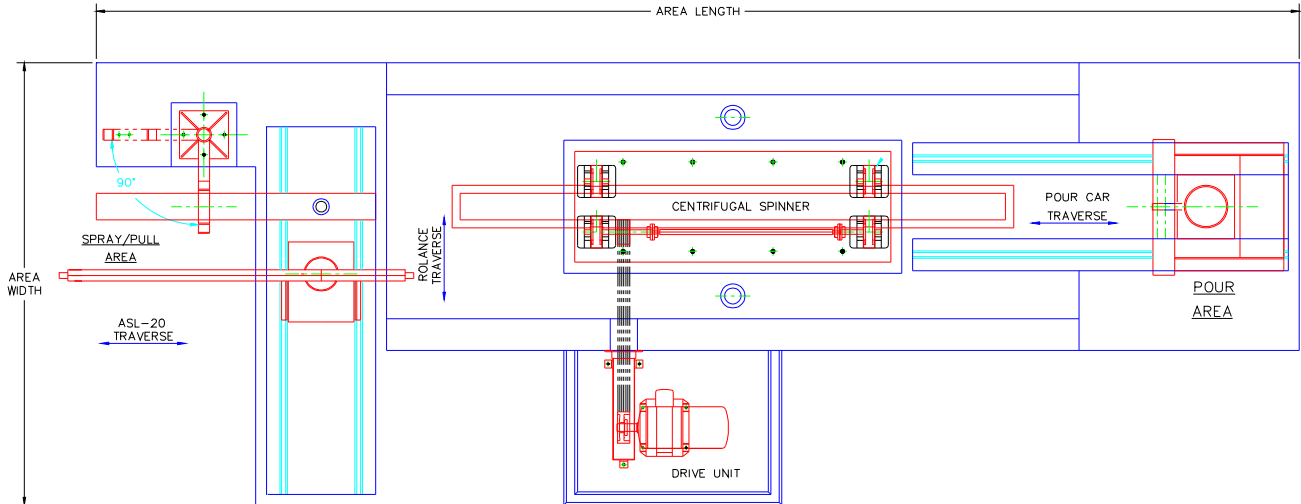 AREA LENGTH
90°
SPRAY/PULL
AREA
AREA
WIDTH
ASL-20
TRAVERSE
ROLANCE
TRAVERSE
CENTRIFUGAL SPINNER
POUR CAR
TRAVERSE
POUR
AREA
DRIVE UNIT